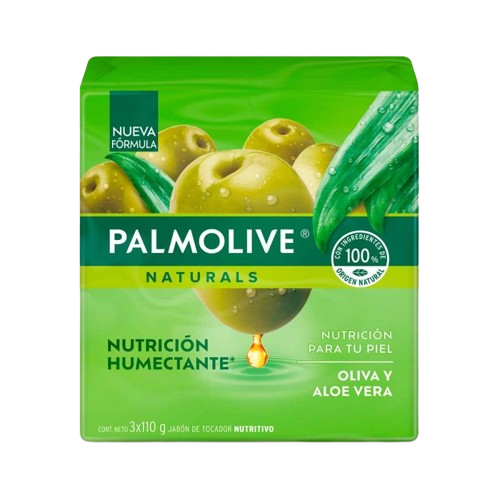 NUEVA
FÓRMULA
PALMOLIVE®
NATURALS
CON INGREDIENTES DE
100%
ORIGEN NATURAL
NUTRICIÓN
HUMECTANTE*
NUTRICIÓN
PARA TU PIEL
OLIVA Y
ALOE VERA
CONT. NETO 3x110 g JABÓN DE TOCADOR NUTRITIVO